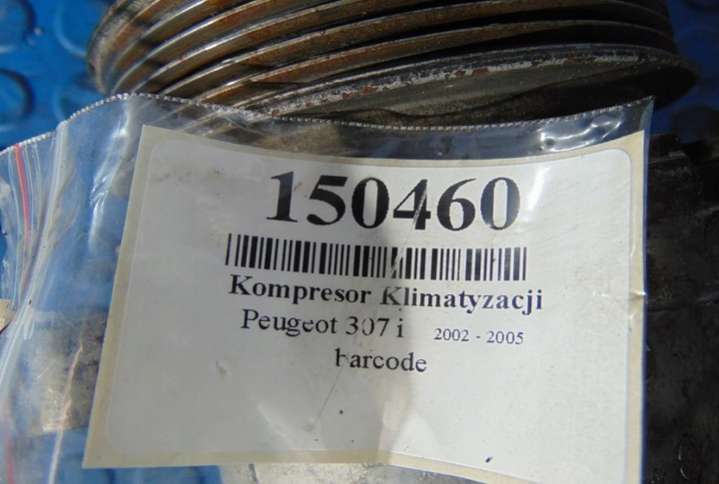 150460
Kompresor Klimatyzacji
Peugeot 307 i 2002 - 2005
barcode